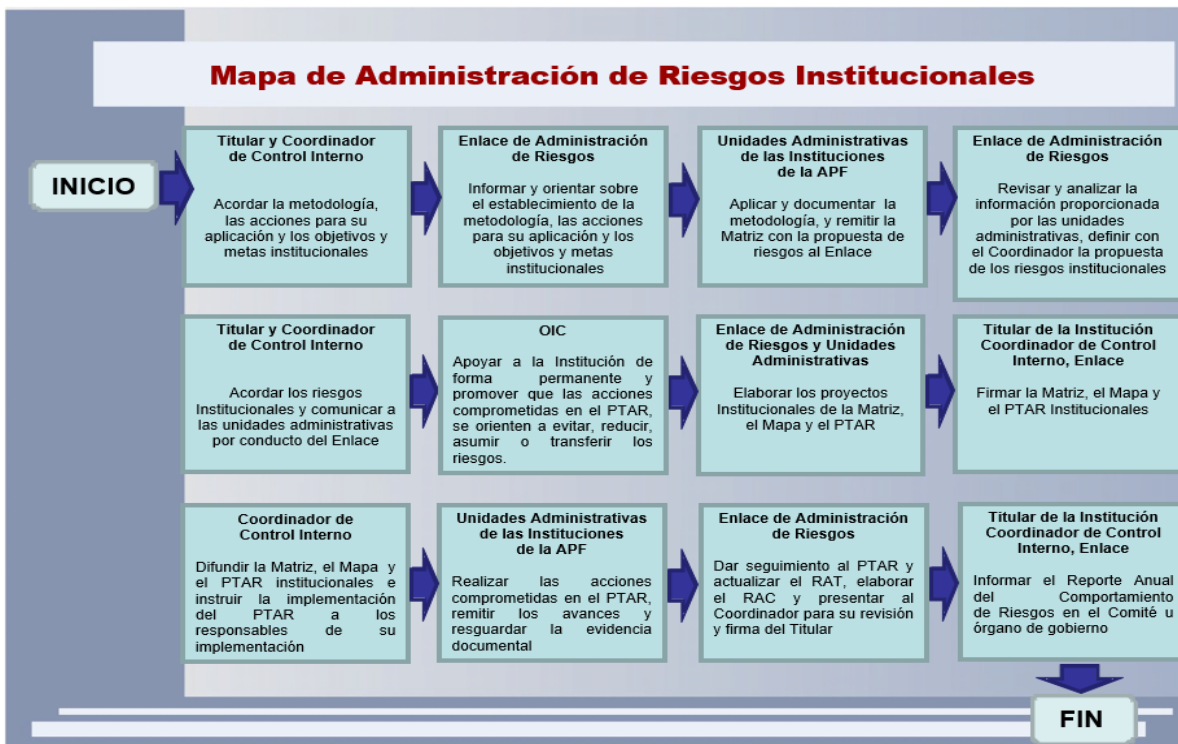 Mapa de Administración de Riesgos Institucionales
INICIO
Titular y Coordinador
de Control Interno
Acordar la metodología,
las acciones para su
aplicación y los objetivos y
metas institucionales
Enlace de Administración
de Riesgos
Informar y orientar sobre
el establecimiento de la
metodología, las acciones
para su aplicación y los
objetivos y metas
institucionales
Unidades Administrativas
de las Instituciones
de la APF
Aplicar y documentar la
metodología, y remitir la
Matriz con la propuesta de
riesgos al Enlace
Enlace de Administración
de Riesgos
Revisar y analizar la
información proporcionada
por las unidades
administrativas, definir con
el Coordinador la propuesta
de los riesgos institucionales
Titular y Coordinador
de Control Interno
Acordar los riesgos
Institucionales y comunicar a
las unidades administrativas
por conducto del Enlace
OIC
Apoyar a la Institución de
forma permanente y
promover que las acciones
comprometidas en el PTAR,
se orienten a evitar, reducir,
asumir o transferir los
riesgos.
Enlace de Administración
de Riesgos y Unidades
Administrativas
Elaborar los proyectos
Institucionales de la Matriz,
el Mapa y el PTAR
Titular de la Institución
Coordinador de Control
Interno, Enlace
Firmar la Matriz, el Mapa y
el PTAR Institucionales
Coordinador de
Control Interno
Difundir la Matriz, el Mapa y
el PTAR institucionales e
instruir la implementación
del PTAR a los
responsables de su
implementación
Unidades Administrativas
de las Instituciones
de la APF
Realizar las acciones
comprometidas en el PTAR,
remitir los avances y
resguardar la evidencia
documental
Enlace de Administración
de Riesgos
Dar seguimiento al PTAR y
actualizar el RAT, elaborar
el RAC y presentar al
Coordinador para su revisión
y firma del Titular
Titular de la Institución
Coordinador de Control
Interno, Enlace
Informar el Reporte Anual
del Comportamiento
de Riesgos en el Comité u
órgano de gobierno
FIN